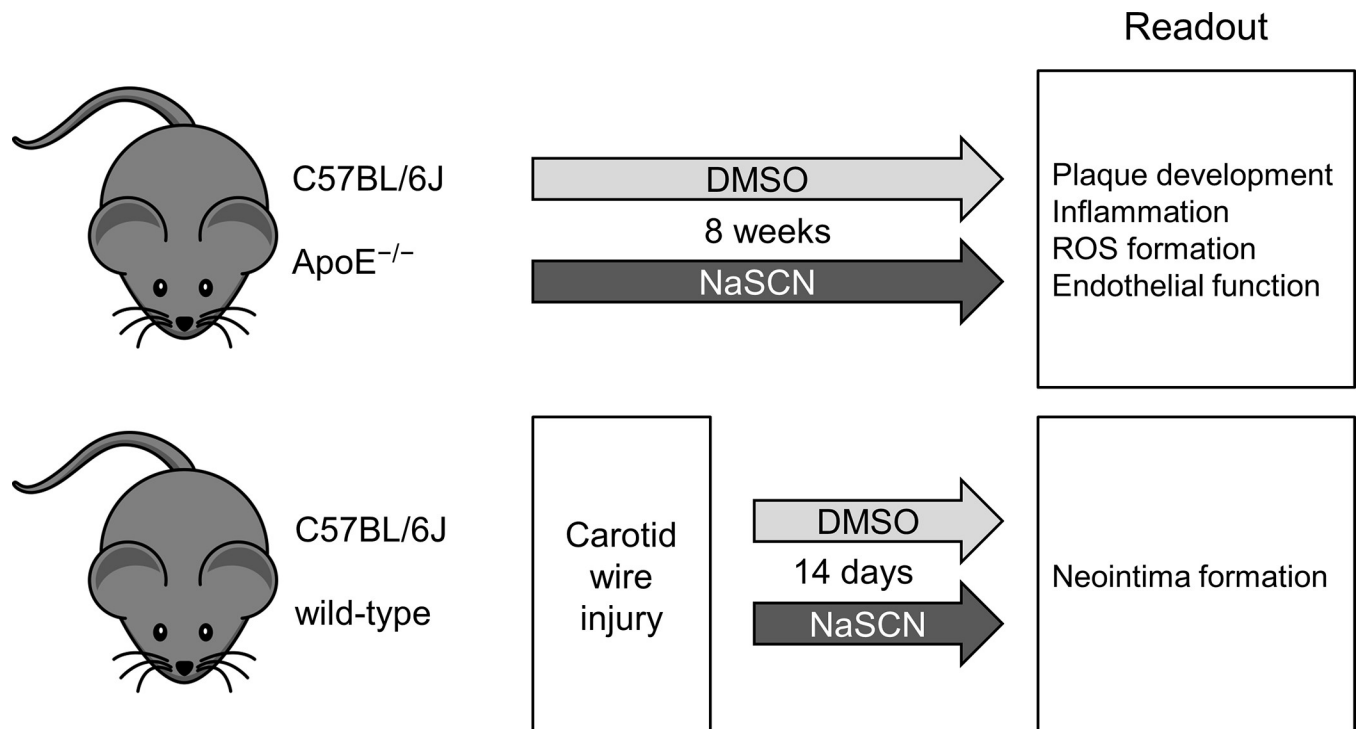 Readout
C57BL/6J
ApoE⁻/⁻
DMSO
8 weeks
NaSCN
Plaque development
Inflammation
ROS formation
Endothelial function
C57BL/6J
wild-type
Carotid
wire
injury
DMSO
14 days
NaSCN
Neointima formation